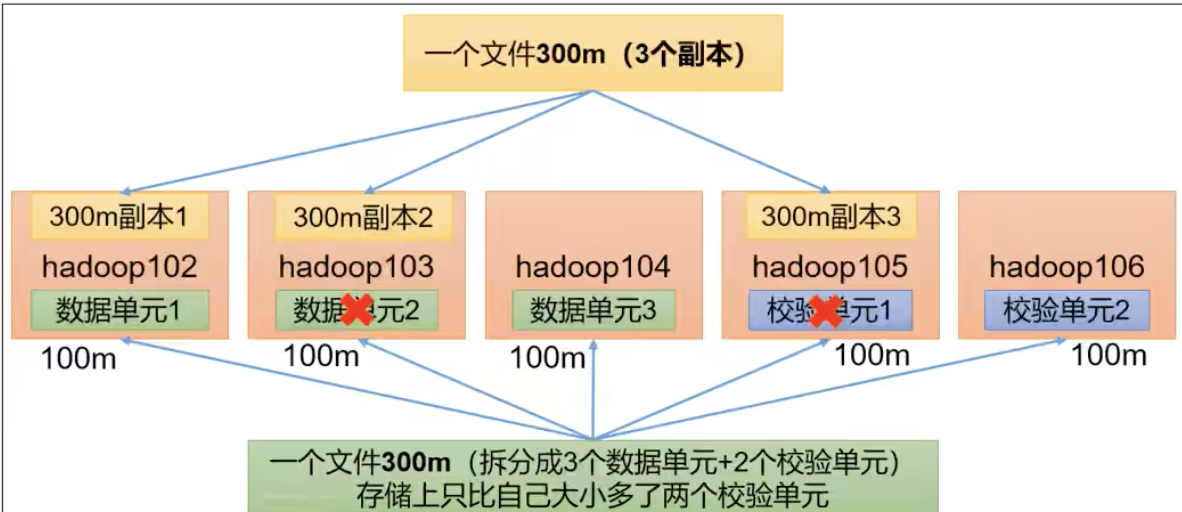 一个文件300m（3个副本）
300m副本1
300m副本2
300m副本3
hadoop102
hadoop103
hadoop104
hadoop105
hadoop106
数据单元1
数据单元2
数据单元3
校验单元1
校验单元2
100m
100m
100m
100m
100m
一个文件300m（拆分成3个数据单元+2个校验单元）
存储上只比自己大小多了两个校验单元